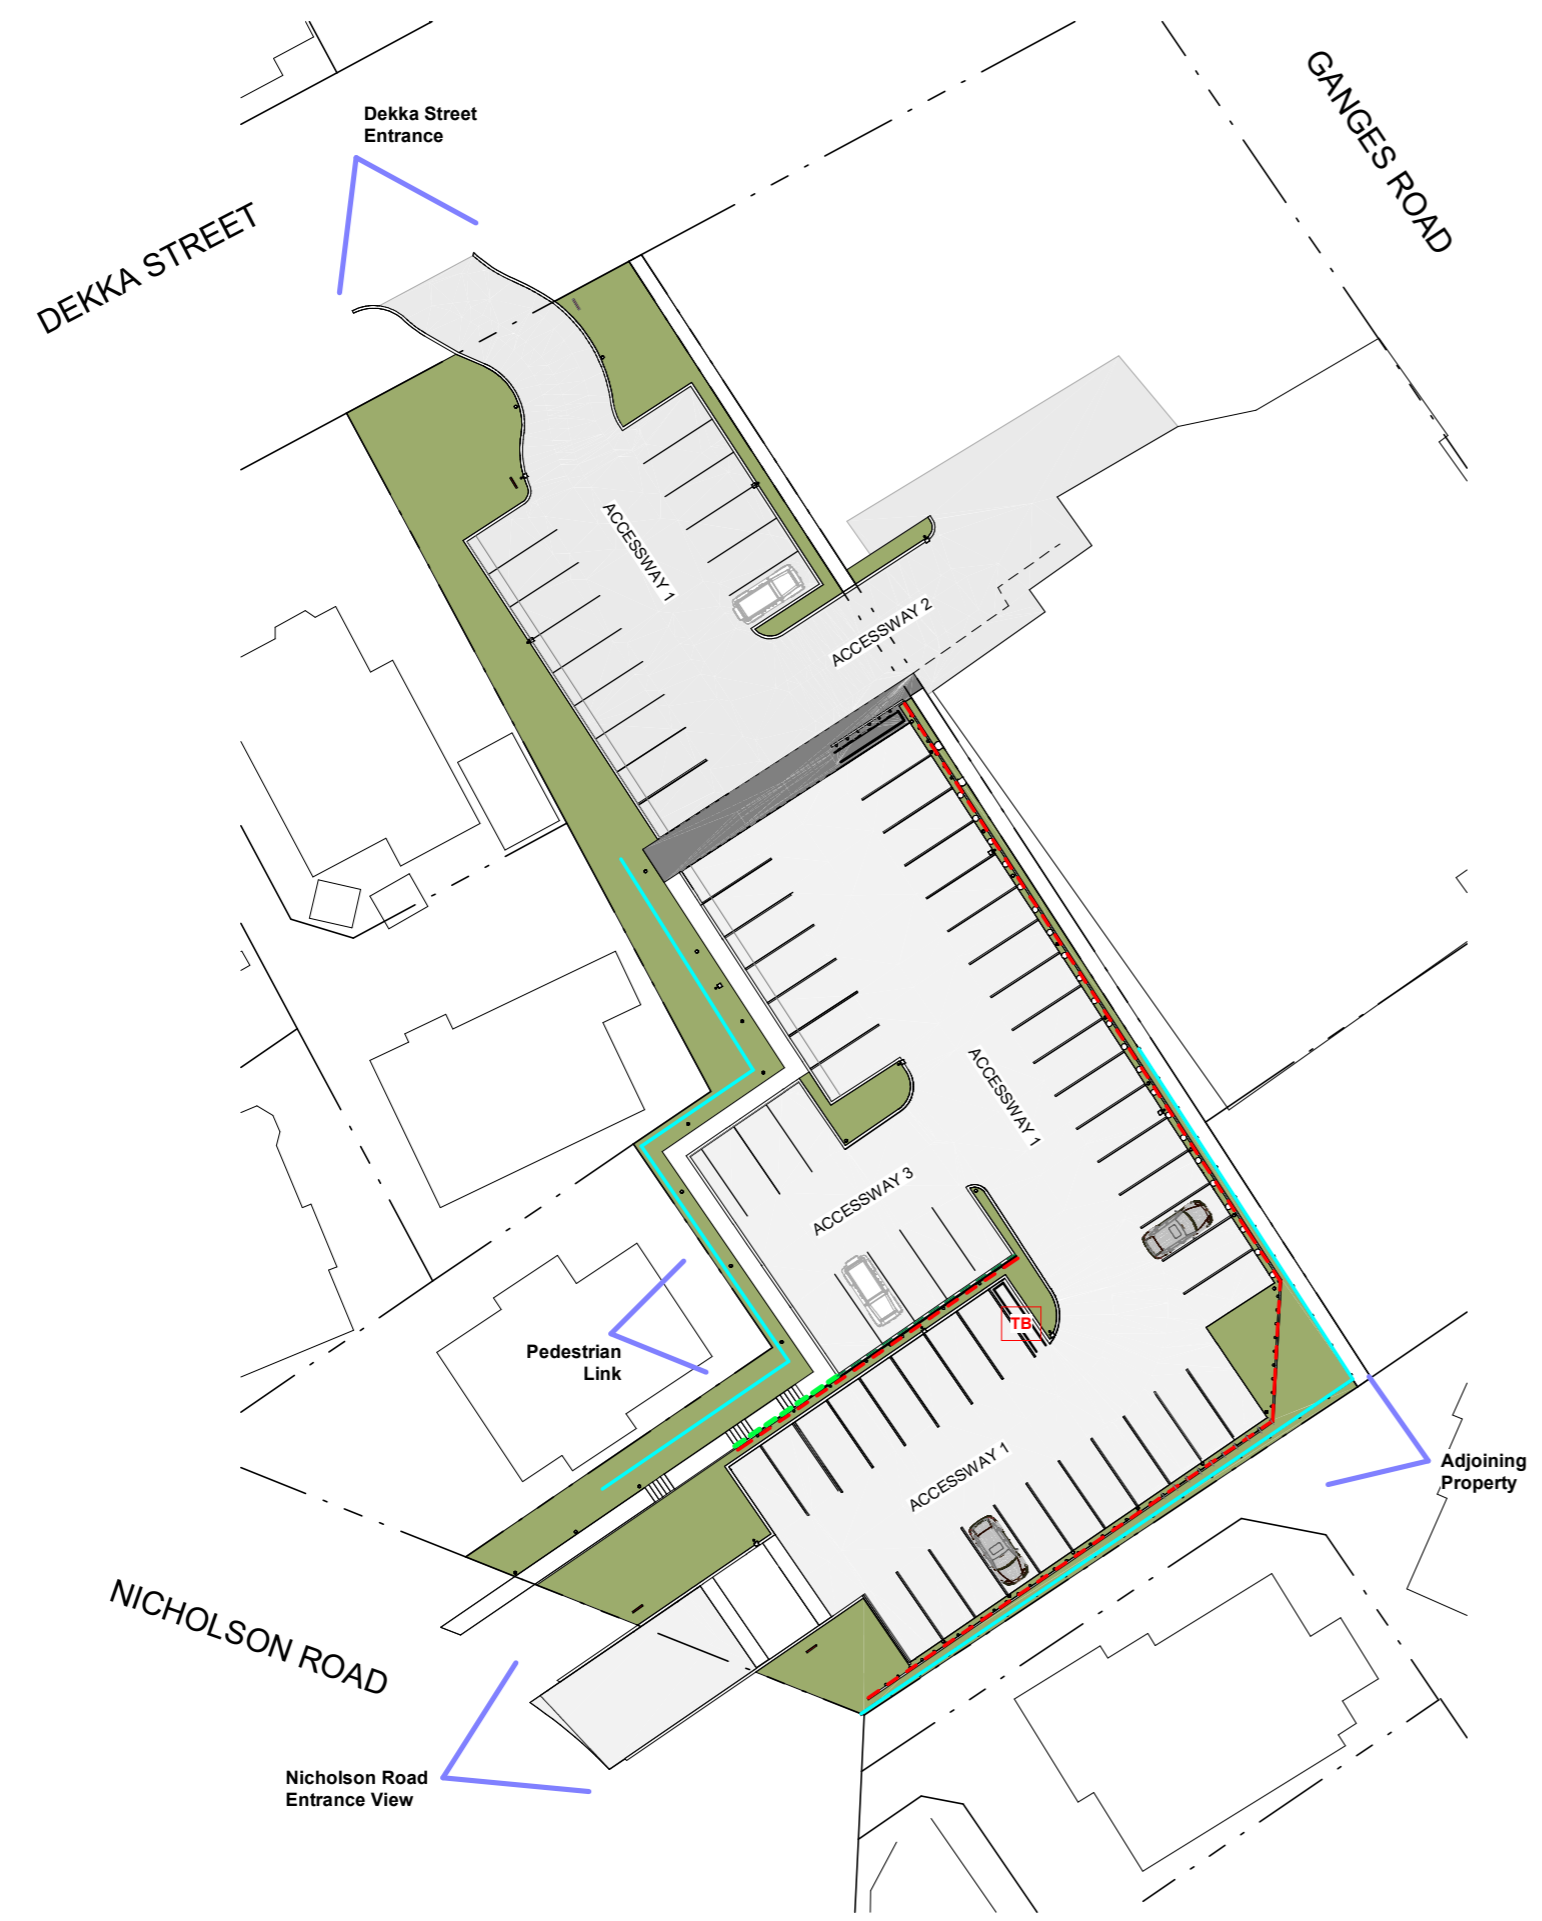 GANGES ROAD
Dekka Street
Entrance
DEKKA STREET
ACCESSWAY 1
ACCESSWAY 2
ACCESSWAY 1
ACCESSWAY 3
TB
Pedestrian
Link
ACCESSWAY 1
Adjoining
Property
NICHOLSON ROAD
Nicholson Road
Entrance View